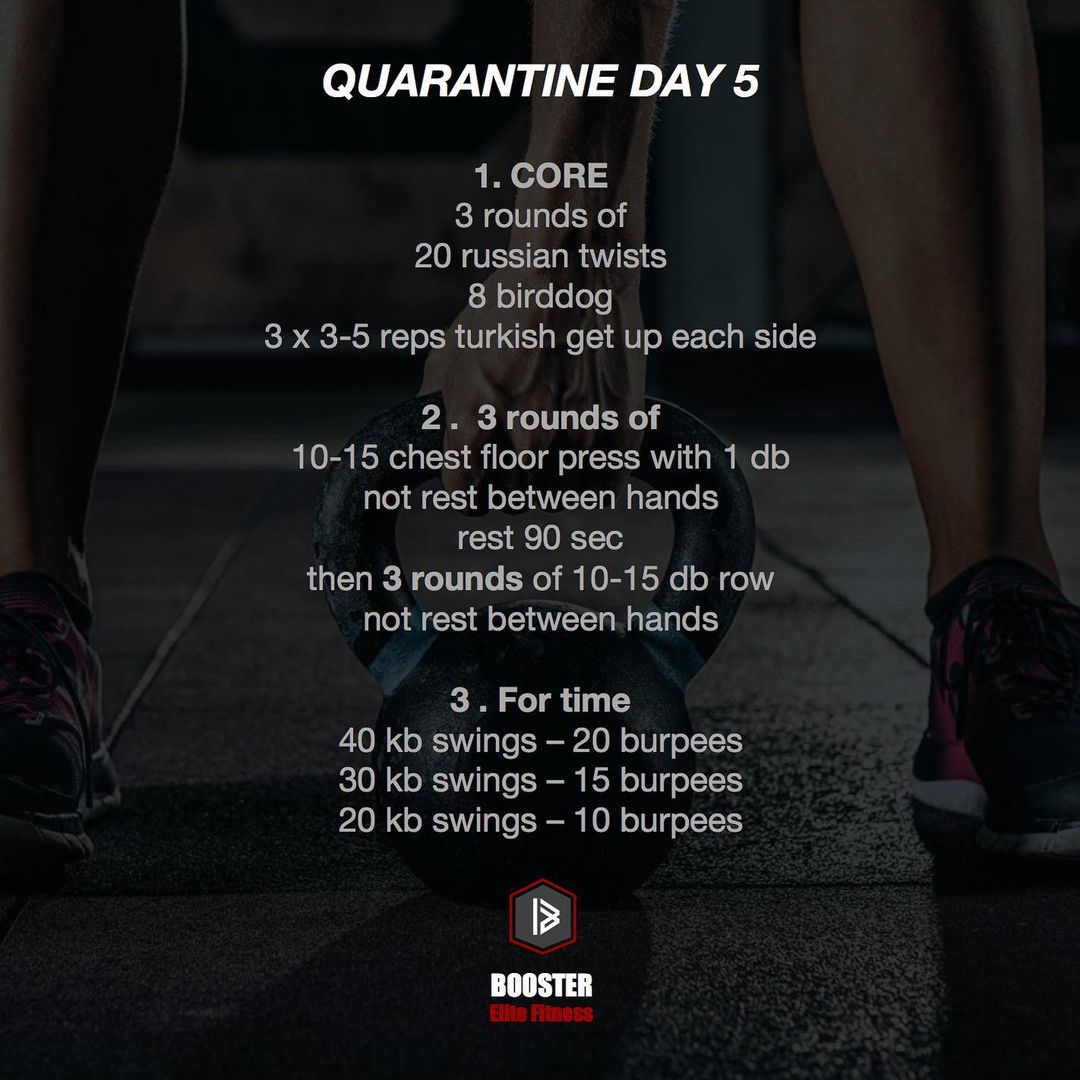 QUARANTINE DAY 5
1. CORE
3 rounds of
20 russian twists
8 birddog
3 x 3-5 reps turkish get up each side
2 .  3 rounds of
10-15 chest floor press with 1 db
not rest between hands
rest 90 sec
then 3 rounds of 10-15 db row
not rest between hands
3 . For time
40 kb swings – 20 burpees
30 kb swings – 15 burpees
20 kb swings – 10 burpees
BOOSTER
Elite Fitness